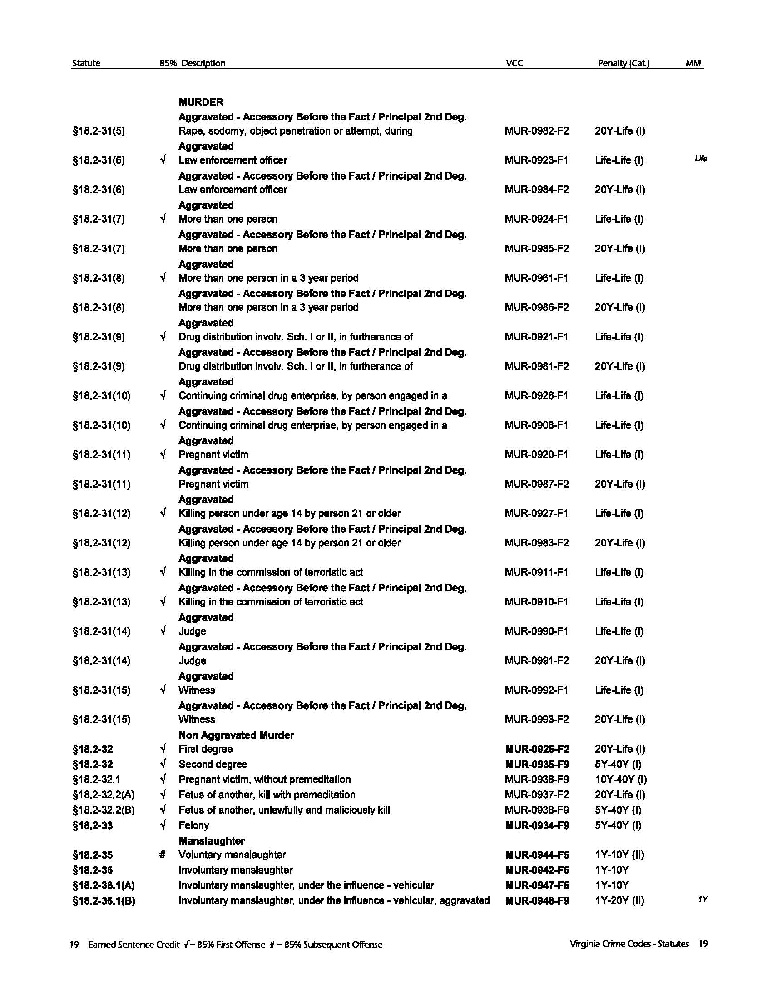 Statute 85% Description VCC Penalty (Cat.) MM
MURDER
Aggravated - Accessory Before the Fact / Principal 2nd Deg.
§18.2-31(5) Rape, sodomy, object penetration or attempt, during MUR-0982-F2 20Y-Life (I)
Aggravated
§18.2-31(6) √ Law enforcement officer MUR-0923-F1 Life-Life (I) Life
Aggravated - Accessory Before the Fact / Principal 2nd Deg.
§18.2-31(6) Law enforcement officer MUR-0984-F2 20Y-Life (I)
Aggravated
§18.2-31(7) √ More than one person MUR-0924-F1 Life-Life (I)
Aggravated - Accessory Before the Fact / Principal 2nd Deg.
§18.2-31(7) More than one person MUR-0985-F2 20Y-Life (I)
Aggravated
§18.2-31(8) √ More than one person in a 3 year period MUR-0961-F1 Life-Life (I)
Aggravated - Accessory Before the Fact / Principal 2nd Deg.
§18.2-31(8) More than one person in a 3 year period MUR-0986-F2 20Y-Life (I)
Aggravated
§18.2-31(9) √ Drug distribution involv. Sch. I or II, in furtherance of MUR-0921-F1 Life-Life (I)
Aggravated - Accessory Before the Fact / Principal 2nd Deg.
§18.2-31(9) Drug distribution involv. Sch. I or II, in furtherance of MUR-0981-F2 20Y-Life (I)
Aggravated
§18.2-31(10) √ Continuing criminal drug enterprise, by person engaged in a MUR-0926-F1 Life-Life (I)
Aggravated - Accessory Before the Fact / Principal 2nd Deg.
§18.2-31(10) √ Continuing criminal drug enterprise, by person engaged in a MUR-0908-F1 Life-Life (I)
Aggravated
§18.2-31(11) √ Pregnant victim MUR-0920-F1 Life-Life (I)
Aggravated - Accessory Before the Fact / Principal 2nd Deg.
§18.2-31(11) Pregnant victim MUR-0987-F2 20Y-Life (I)
Aggravated
§18.2-31(12) √ Killing person under age 14 by person 21 or older MUR-0927-F1 Life-Life (I)
Aggravated - Accessory Before the Fact / Principal 2nd Deg.
§18.2-31(12) Killing person under age 14 by person 21 or older MUR-0983-F2 20Y-Life (I)
Aggravated
§18.2-31(13) √ Killing in the commission of terroristic act MUR-0911-F1 Life-Life (I)
Aggravated - Accessory Before the Fact / Principal 2nd Deg.
§18.2-31(13) √ Killing in the commission of terroristic act MUR-0910-F1 Life-Life (I)
Aggravated
§18.2-31(14) √ Judge MUR-0990-F1 Life-Life (I)
Aggravated - Accessory Before the Fact / Principal 2nd Deg.
§18.2-31(14) Judge MUR-0991-F2 20Y-Life (I)
Aggravated
§18.2-31(15) √ Witness MUR-0992-F1 Life-Life (I)
Aggravated - Accessory Before the Fact / Principal 2nd Deg.
§18.2-31(15) Witness MUR-0993-F2 20Y-Life (I)
Non Aggravated Murder
§18.2-32 √ First degree MUR-0925-F2 20Y-Life (I)
§18.2-32 √ Second degree MUR-0935-F9 5Y-40Y (I)
§18.2-32.1 √ Pregnant victim, without premeditation MUR-0936-F9 10Y-40Y (I)
§18.2-32.2(A) √ Fetus of another, kill with premeditation MUR-0937-F2 20Y-Life (I)
§18.2-32.2(B) √ Fetus of another, unlawfully and maliciously kill MUR-0938-F9 5Y-40Y (I)
§18.2-33 √ Felony MUR-0934-F9 5Y-40Y (I)
Manslaughter
§18.2-35 # Voluntary manslaughter MUR-0944-F5 1Y-10Y (II)
§18.2-36 Involuntary manslaughter MUR-0942-F5 1Y-10Y
§18.2-36.1(A) Involuntary manslaughter, under the influence - vehicular MUR-0947-F5 1Y-10Y
§18.2-36.1(B) Involuntary manslaughter, under the influence - vehicular, aggravated MUR-0948-F9 1Y-20Y (II) 1Y
19 Earned Sentence Credit √ – 85% First Offense # – 85% Subsequent Offense Virginia Crime Codes - Statutes 19